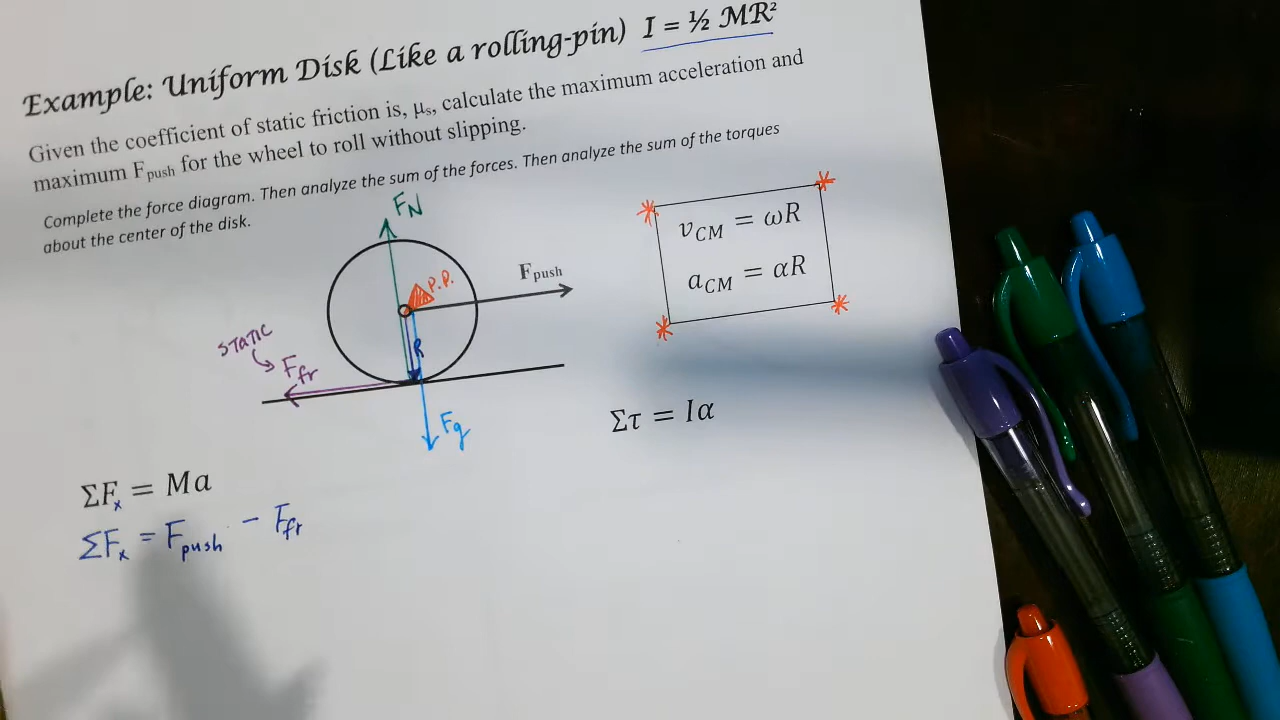 Example: Uniform Disk (Like a rolling-pin) I = ½ MR²
Given the coefficient of static friction is, μs, calculate the maximum acceleration and
maximum Fpush for the wheel to roll without slipping.
Complete the force diagram. Then analyze the sum of the forces. Then analyze the sum of the torques
about the center of the disk.
FN
P.P.
Fpush
R
STATIC
Ffr
Fg
vCM = ωR
aCM = αR
Στ = Iα
ΣFx = Ma
ΣFx = Fpush - Ffr